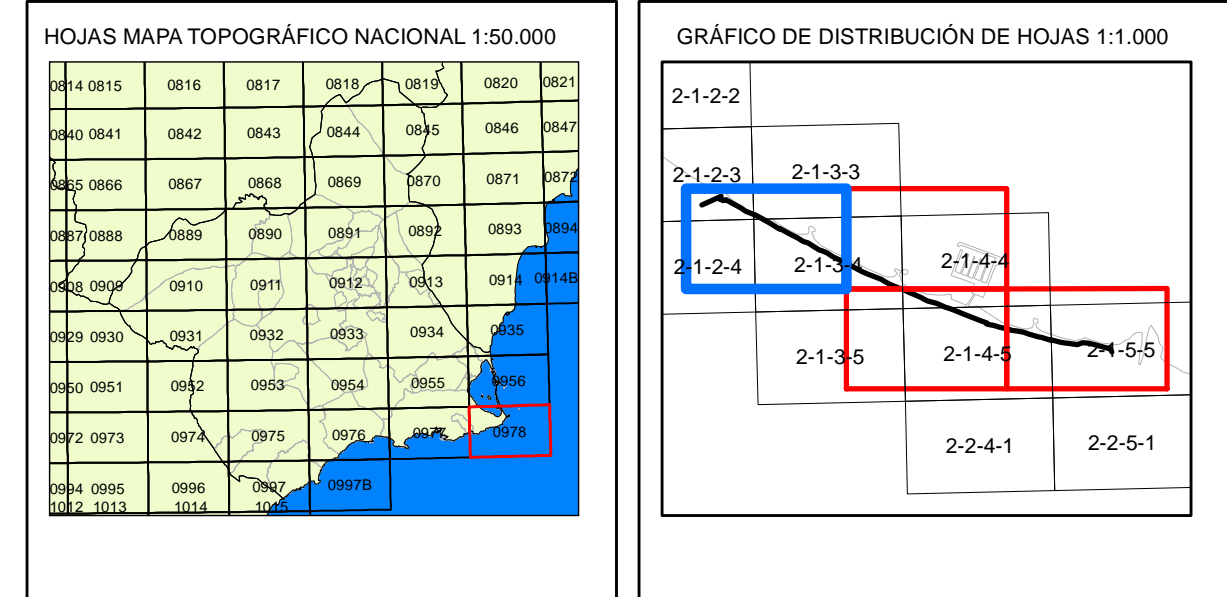 HOJAS MAPA TOPOGRÁFICO NACIONAL 1:50.000
0814 0815 0816 0817 0818 0819 0820 0821
0840 0841 0842 0843 0844 0845 0846 0847
0865 0866 0867 0868 0869 0870 0871 0872
0887 0888 0889 0890 0891 0892 0893 0894
0908 0909 0910 0911 0912 0913 0914 0914B
0929 0930 0931 0932 0933 0934 0935
0950 0951 0952 0953 0954 0955 0956
0972 0973 0974 0975 0976 0977 0978
0994 0995 0996 0997 0997B
1012 1013 1014 1015
GRÁFICO DE DISTRIBUCIÓN DE HOJAS 1:1.000
2-1-2-2
2-1-2-3 2-1-3-3
2-1-2-4 2-1-3-4 2-1-4-4
2-1-3-5 2-1-4-5 2-1-5-5
2-2-4-1 2-2-5-1